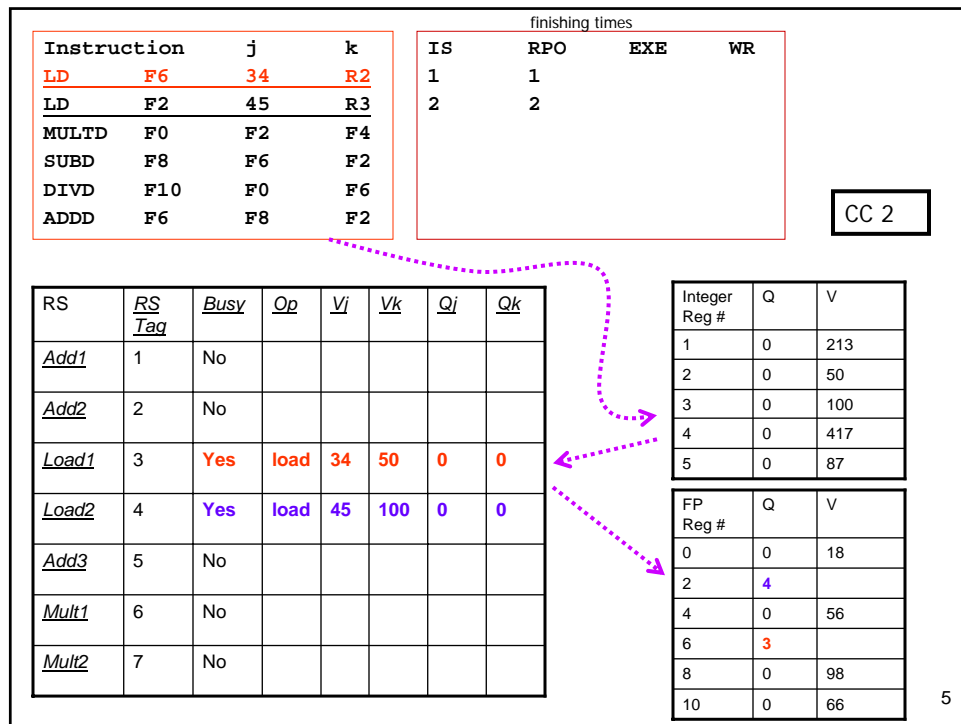 finishing times
Instruction j k
LD F6 34 R2
LD F2 45 R3
MULTD F0 F2 F4
SUBD F8 F6 F2
DIVD F10 F0 F6
ADDD F6 F8 F2
IS RPO EXE WR
1 1
2 2
CC 2
RS RS Tag Busy Op Vj Vk Qj Qk
Add1 1 No
Add2 2 No
Load1 3 Yes load 34 50 0 0
Load2 4 Yes load 45 100 0 0
Add3 5 No
Mult1 6 No
Mult2 7 No
Integer Reg # Q V
1 0 213
2 0 50
3 0 100
4 0 417
5 0 87
FP Reg # Q V
0 0 18
2 4
4 0 56
6 3
8 0 98
10 0 66
5